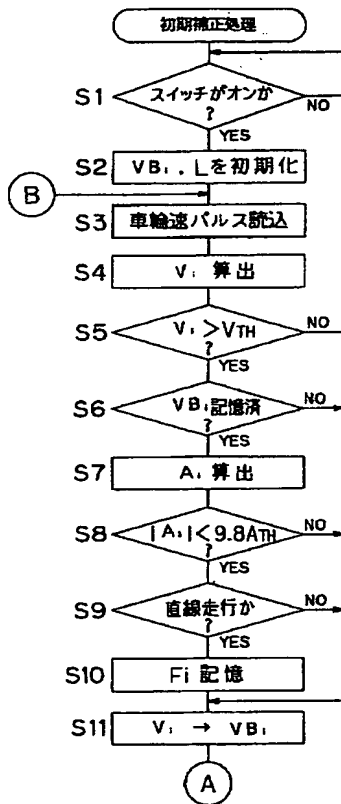 初期補正処理
S1
スイッチがオンか
?
NO
YES
S2
VBi , Lを初期化
B
S3
車輪速パルス読込
S4
Vi 算出
S5
Vi>VTH
?
NO
YES
S6
VBi記憶済
?
NO
YES
S7
Ai 算出
S8
|Ai|<9.8ATH
?
NO
YES
S9
直線走行か
?
NO
YES
S10
Fi 記憶
S11
Vi → VBi
A